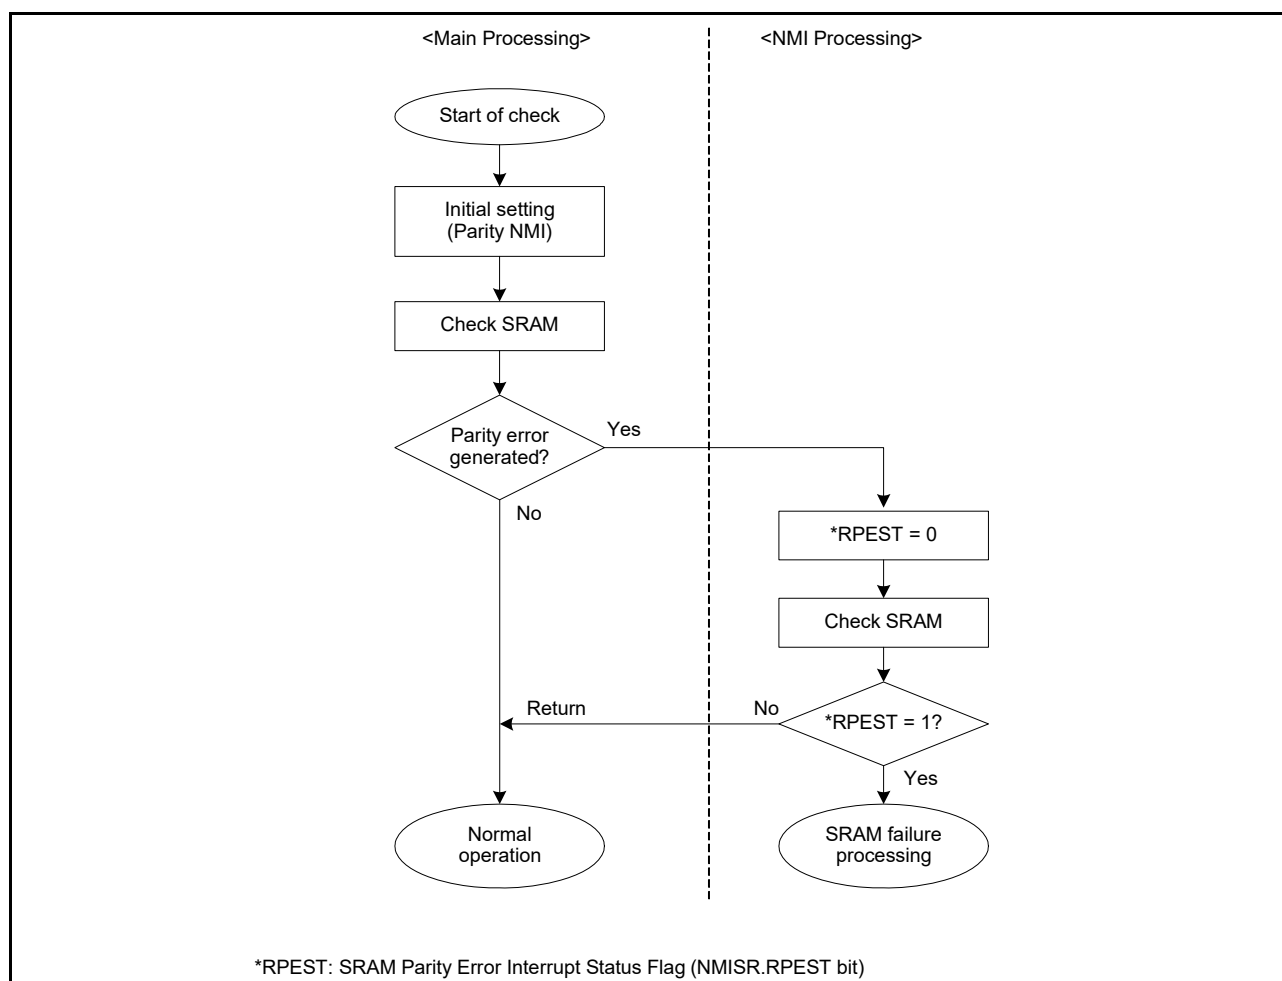 <Main Processing>
<NMI Processing>
Start of check
Initial setting
(Parity NMI)
Check SRAM
Parity error
generated?
Yes
No
*RPEST = 0
Check SRAM
*RPEST = 1?
No
Return
Yes
Normal
operation
SRAM failure
processing
*RPEST: SRAM Parity Error Interrupt Status Flag (NMISR.RPEST bit)